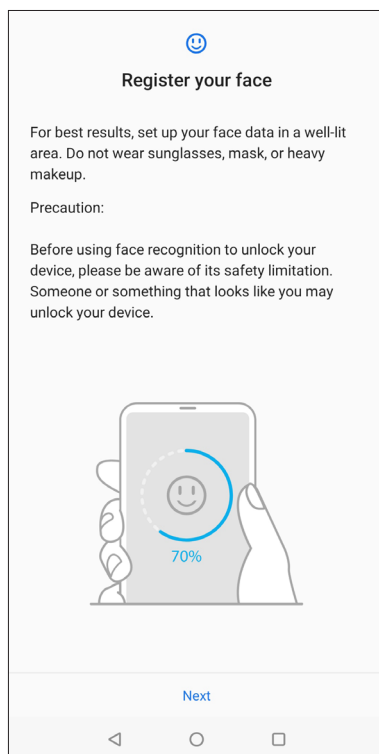 Register your face
For best results, set up your face data in a well-lit
area. Do not wear sunglasses, mask, or heavy
makeup.
Precaution:
Before using face recognition to unlock your
device, please be aware of its safety limitation.
Someone or something that looks like you may
unlock your device.
70%
Next